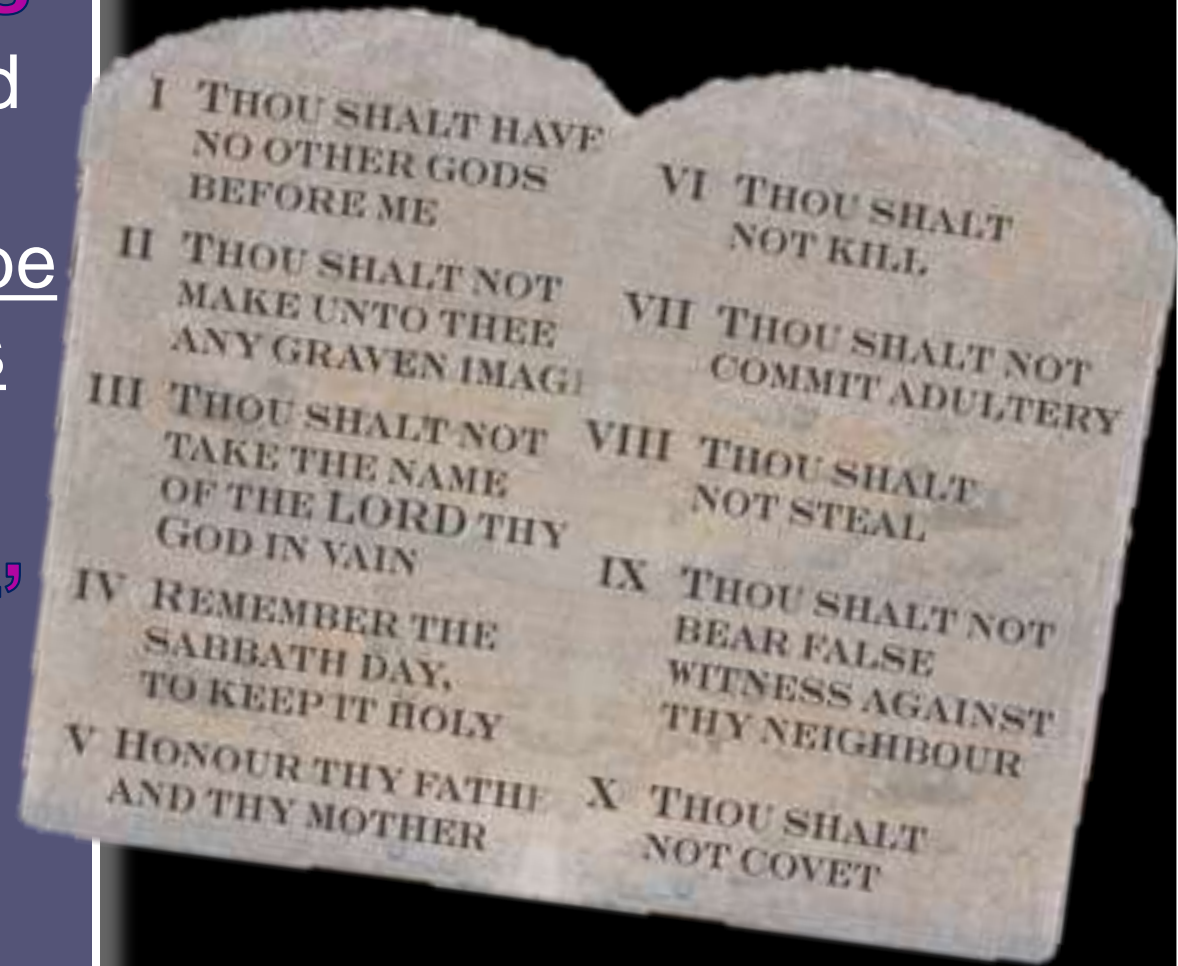 d
be
s
I THOU SHALT HAVE
NO OTHER GODS
BEFORE ME
II THOU SHALT NOT
MAKE UNTO THEE
ANY GRAVEN IMAG
III THOU SHALT NOT
TAKE THE NAME
OF THE LORD THY
GOD IN VAIN
IV REMEMBER THE
SABBATH DAY,
TO KEEP IT HOLY
V HONOUR THY FATHE
AND THY MOTHER
VI THOU SHALT
NOT KILL
VII THOU SHALT NOT
COMMIT ADULTERY
VIII THOU SHALT
NOT STEAL
IX THOU SHALT NOT
BEAR FALSE
WITNESS AGAINST
THY NEIGHBOUR
X THOU SHALT
NOT COVET